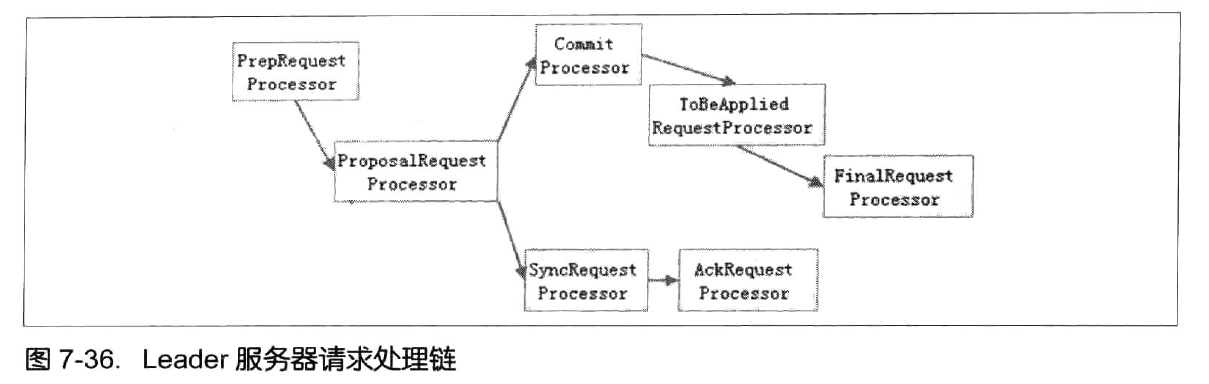 PrepRequest
Processor
Commit
Processor
ToBeApplied
RequestProcessor
ProposalRequest
Processor
FinalRequest
Processor
SyncRequest
Processor
AckRequest
Processor
图 7-36. Leader 服务器请求处理链